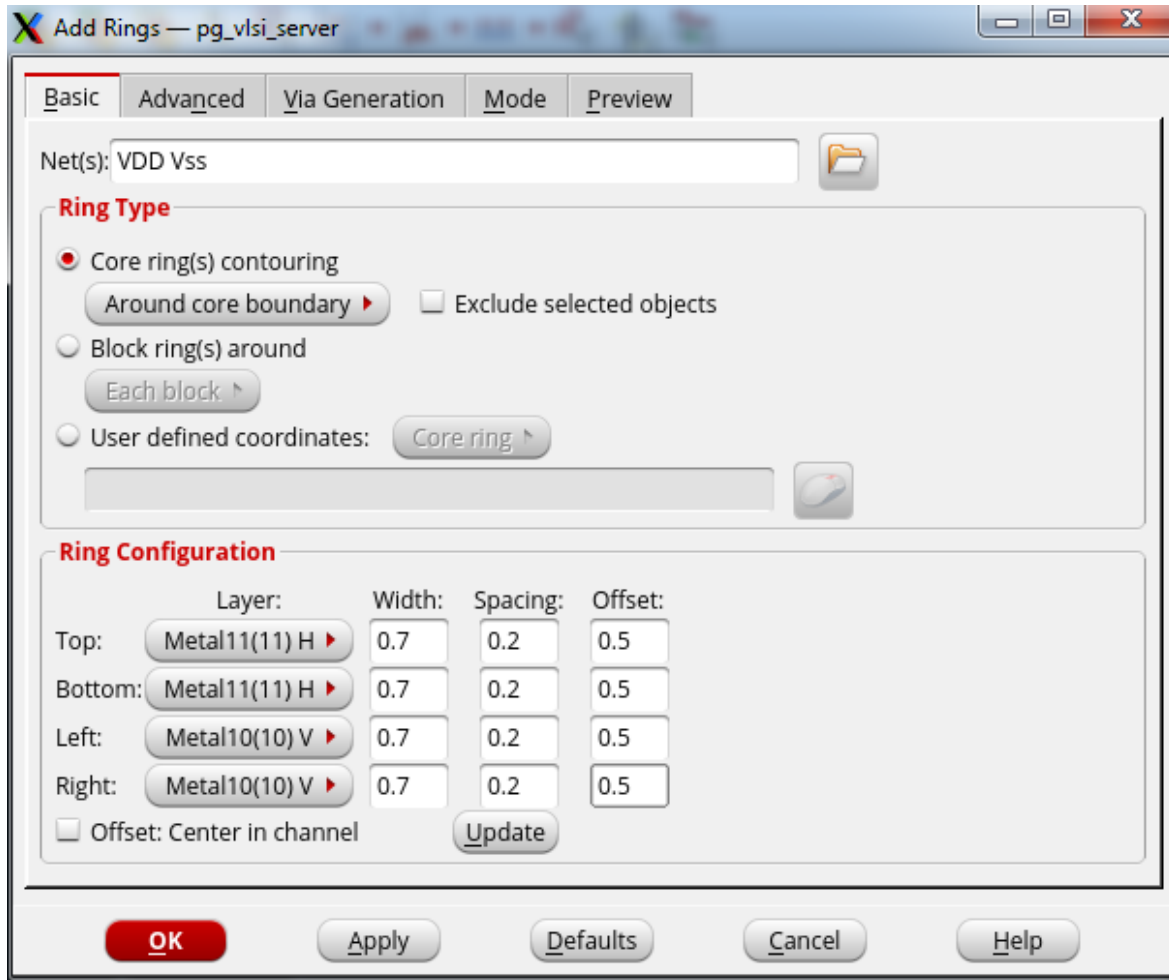 Add Rings — pg_vlsi_server
Basic Advanced Via Generation Mode Preview
Net(s): VDD Vss
Ring Type
Core ring(s) contouring
Around core boundary Exclude selected objects
Block ring(s) around
Each block
User defined coordinates: Core ring
Ring Configuration
Layer: Width: Spacing: Offset:
Top: Metal11(11) H 0.7 0.2 0.5
Bottom: Metal11(11) H 0.7 0.2 0.5
Left: Metal10(10) V 0.7 0.2 0.5
Right: Metal10(10) V 0.7 0.2 0.5
Offset: Center in channel Update
OK Apply Defaults Cancel Help